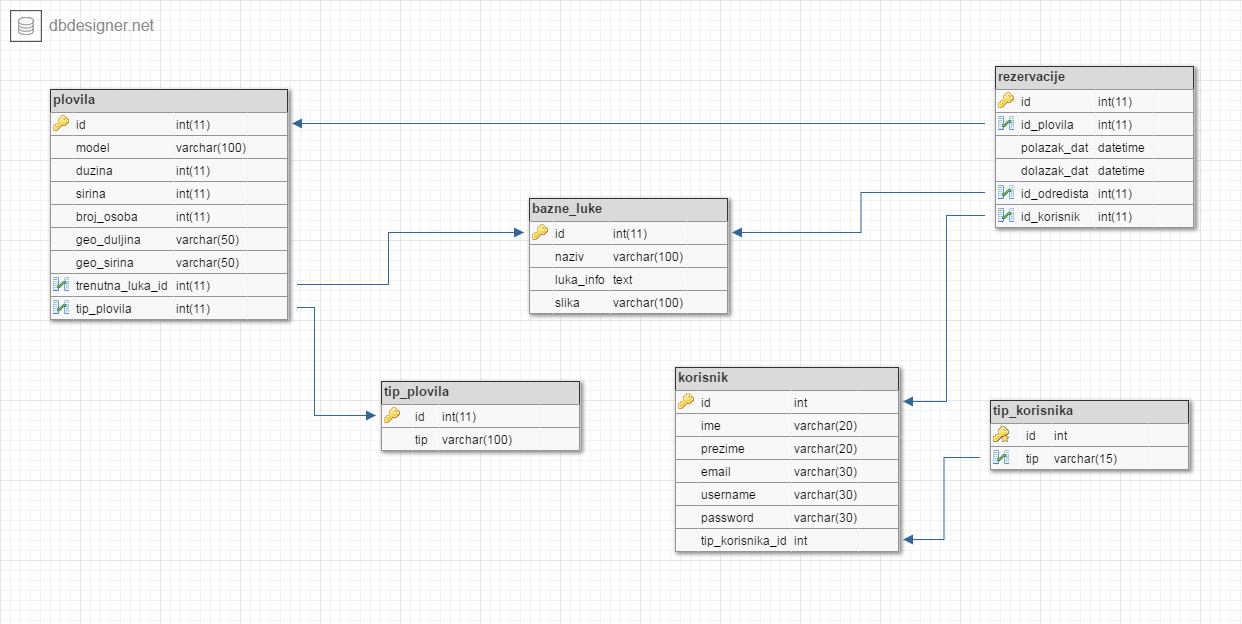 dbdesigner.net
plovila
id int(11)
model varchar(100)
duzina int(11)
sirina int(11)
broj_osoba int(11)
geo_duljina varchar(50)
geo_sirina varchar(50)
trenutna_luka_id int(11)
tip_plovila int(11)
bazne_luke
id int(11)
naziv varchar(100)
luka_info text
slika varchar(100)
rezervacije
id int(11)
id_plovila int(11)
polazak_dat datetime
dolazak_dat datetime
id_odredista int(11)
id_korisnik int(11)
tip_plovila
id int(11)
tip varchar(100)
korisnik
id int
ime varchar(20)
prezime varchar(20)
email varchar(30)
username varchar(30)
password varchar(30)
tip_korisnika_id int
tip_korisnika
id int
tip varchar(15)